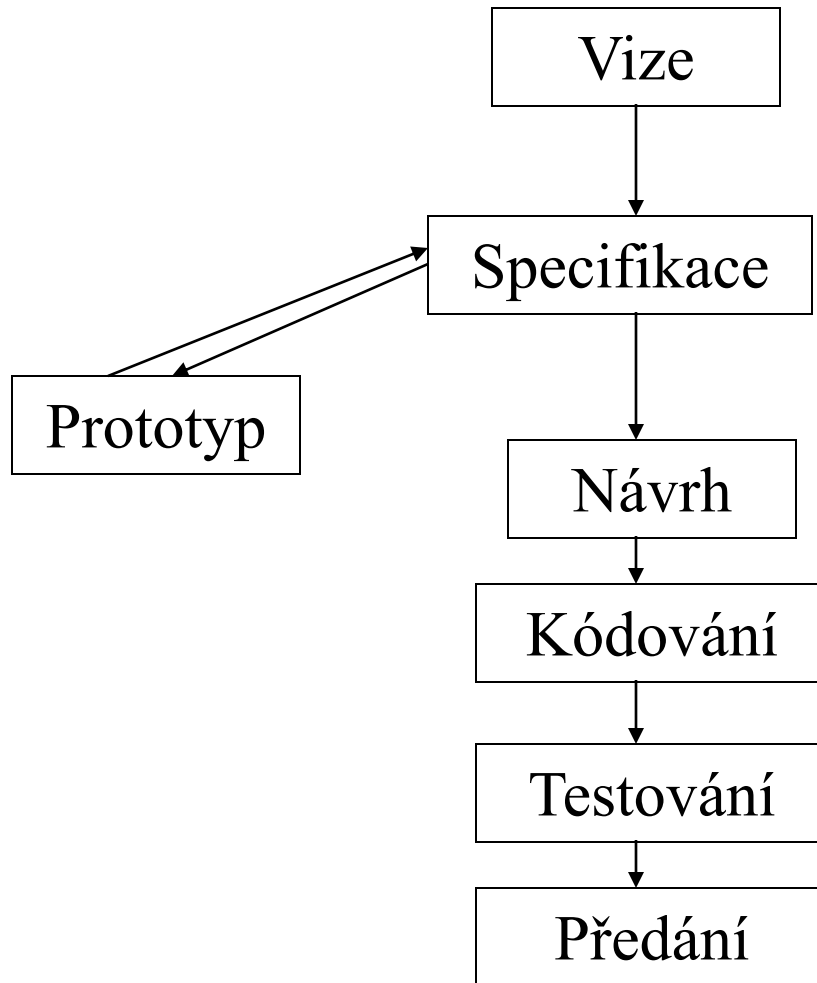 Vize
Specifikace
Prototyp
Návrh
Kódování
Testování
Předání